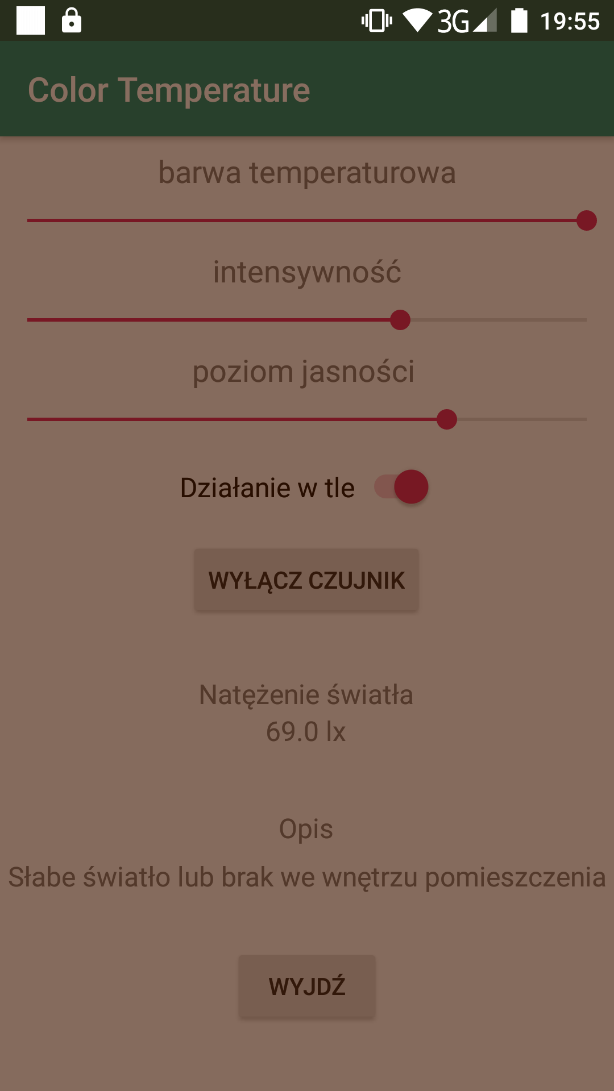 3G 19:55
Color Temperature
barwa temperaturowa
intensywność
poziom jasności
Działanie w tle
WYŁĄCZ CZUJNIK
Natężenie światła
69.0 lx
Opis
Słabe światło lub brak we wnętrzu pomieszczenia
WYJDŹ